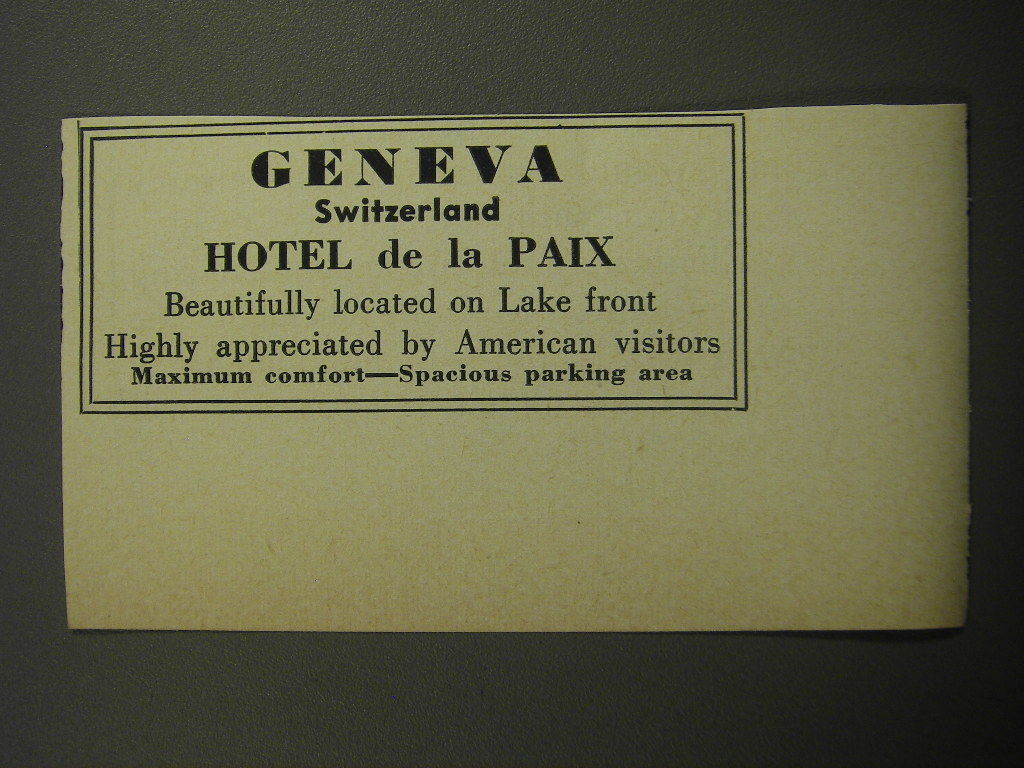 GENEVA
Switzerland
HOTEL de la PAIX
Beautifully located on Lake front
Highly appreciated by American visitors
Maximum comfort—Spacious parking area